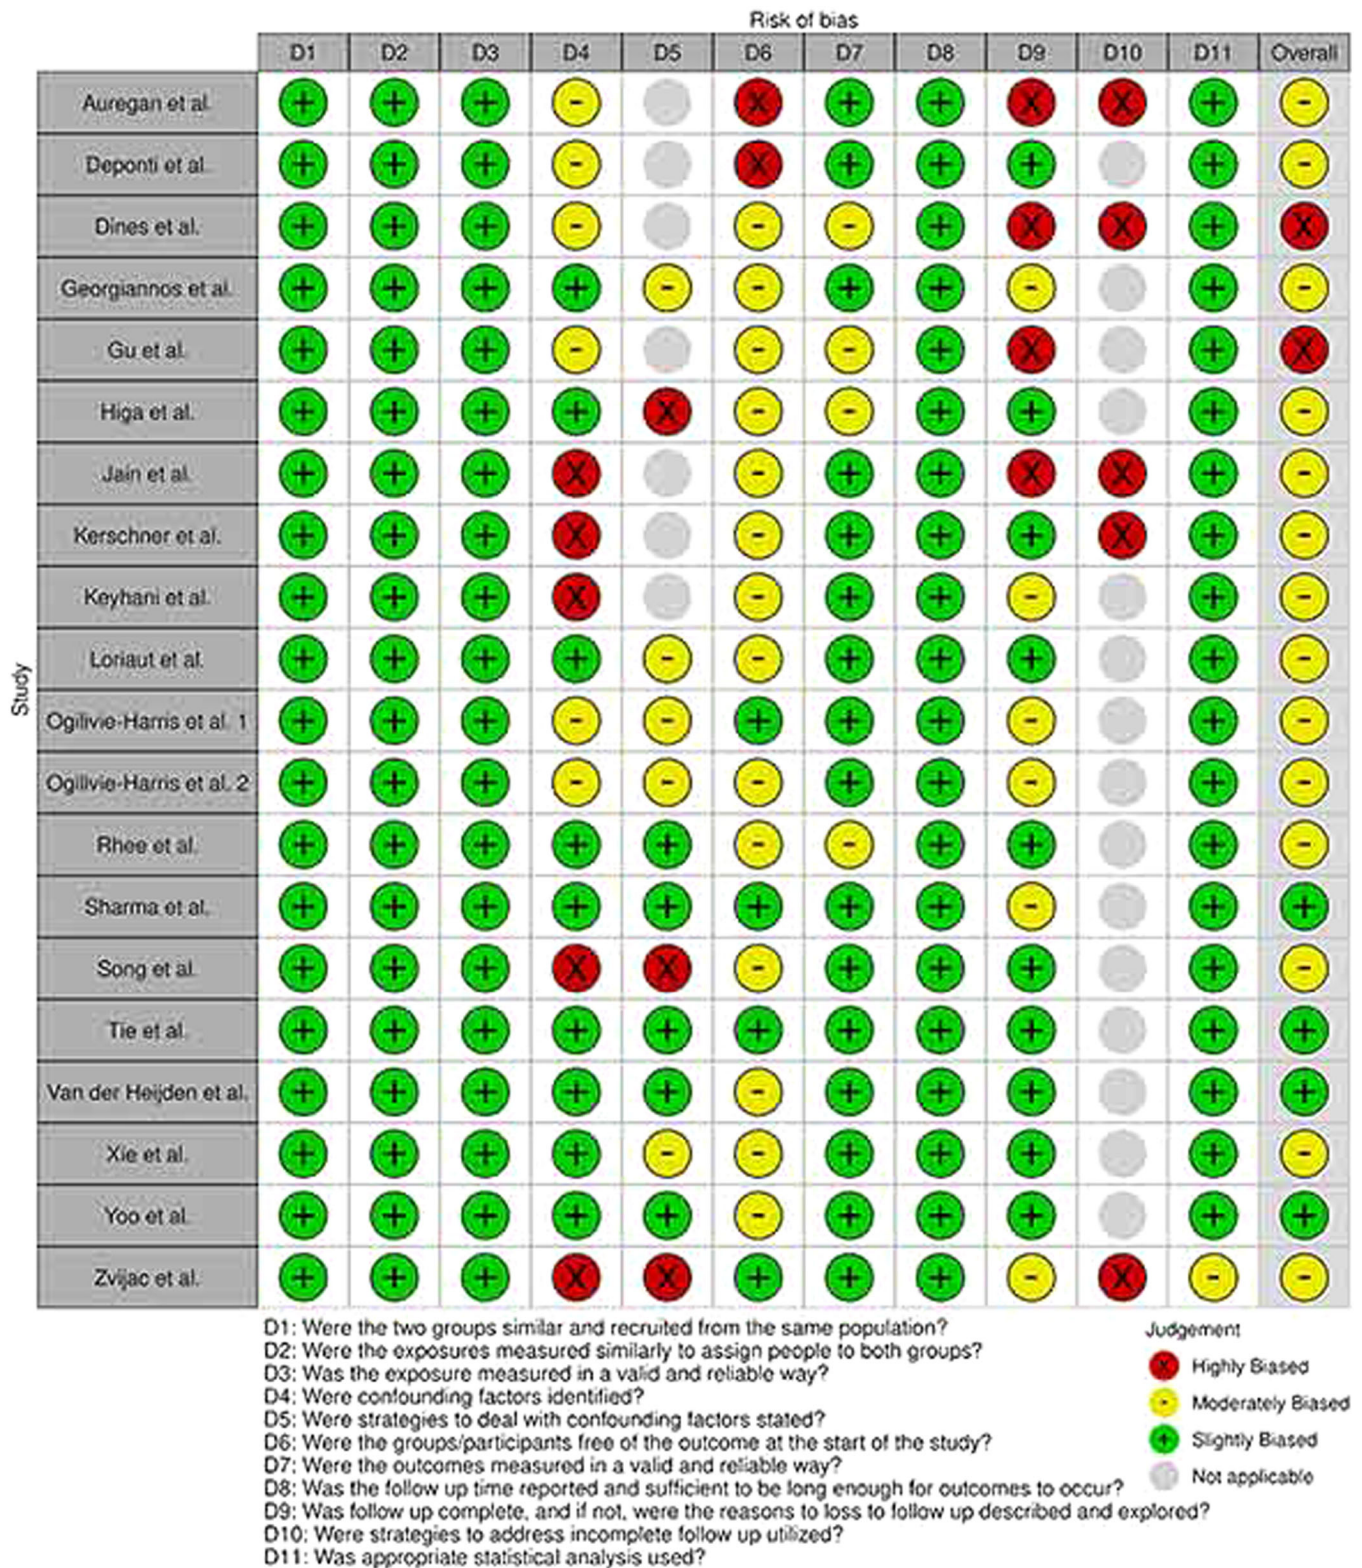 Risk of bias
D1 D2 D3 D4 D5 D6 D7 D8 D9 D10 D11 Overall
Auregan et al. + + + - X + + X X + -
Deponti et al. + + + - X + + + + -
Dines et al. + + + - - - + X X + X
Georgiannos et al. + + + + - - + + - + -
Gu et al. + + + - - - + X + X
Higa et al. + + + + X - - + + + -
Jain et al. + + + X - + + X X + -
Kerschner et al. + + + X - + + + X + -
Keyhani et al. + + + X - + + - + -
Loriaut et al. + + + + - - + + + + -
Study
Ogilivie-Harris et al. 1 + + + - - + + + - + -
Ogillvie-Harris et al. 2 + + + - - - + + - + -
Rhee et al. + + + + + - - + + + -
Sharma et al. + + + + + + + + - + +
Song et al. + + + X X - + + + + -
Tie et al. + + + + + + + + + + +
Van der Heijden et al. + + + + + - + + + + +
Xie et al. + + + + - - + + + + -
Yoo et al. + + + + + - + + + + +
Zvijac et al. + + + X X + + + - X - -
D1: Were the two groups similar and recruited from the same population?
D2: Were the exposures measured similarly to assign people to both groups?
D3: Was the exposure measured in a valid and reliable way?
D4: Were confounding factors identified?
D5: Were strategies to deal with confounding factors stated?
D6: Were the groups/participants free of the outcome at the start of the study?
D7: Were the outcomes measured in a valid and reliable way?
D8: Was the follow up time reported and sufficient to be long enough for outcomes to occur?
D9: Was follow up complete, and if not, were the reasons to loss to follow up described and explored?
D10: Were strategies to address incomplete follow up utilized?
D11: Was appropriate statistical analysis used?
Judgement
X Highly Biased
- Moderately Biased
+ Slightly Biased
Not applicable